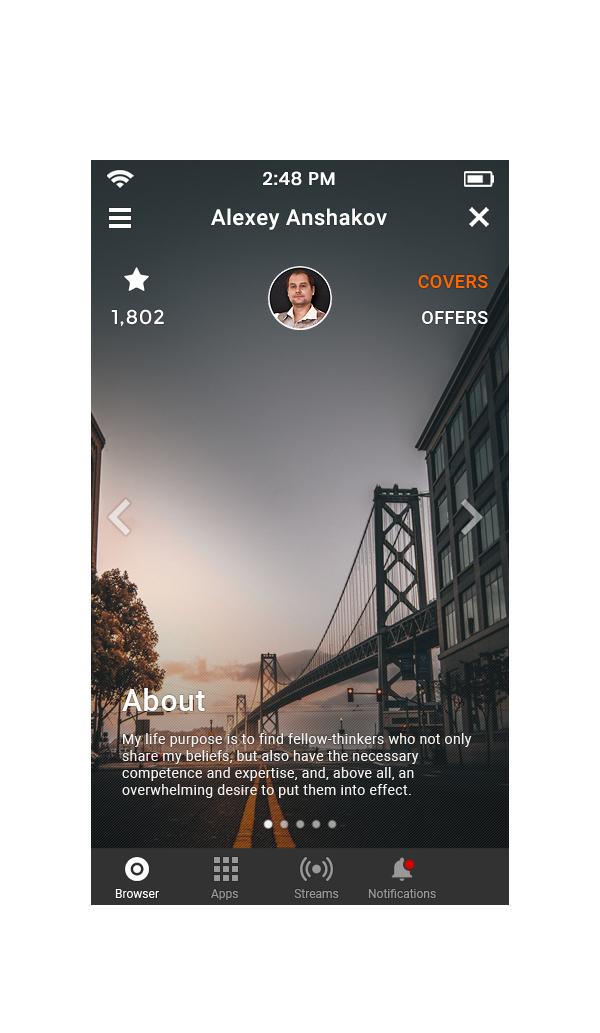 2:48 PM
Alexey Anshakov
COVERS
1,802
OFFERS
About
My life purpose is to find fellow-thinkers who not only
share my beliefs, but also have the necessary
competence and expertise, and, above all, an
overwhelming desire to put them into effect.
Browser
Apps
Streams
Notifications